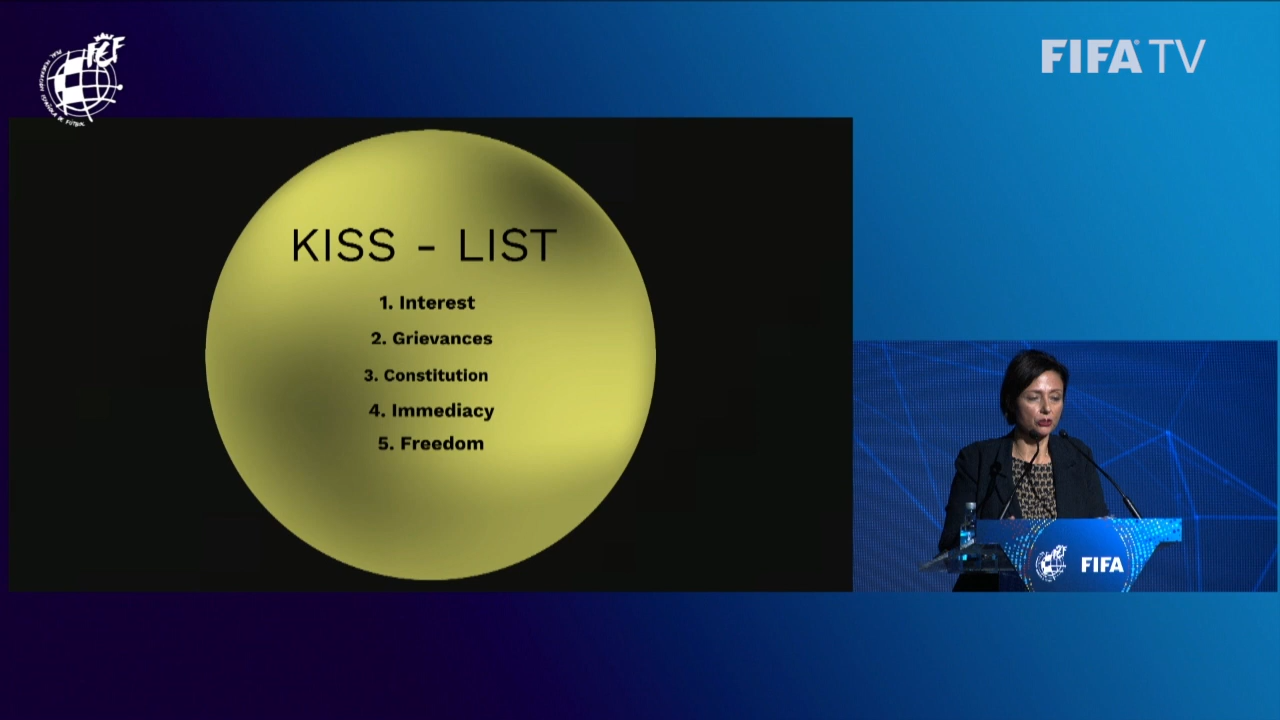 FIFA TV
KISS - LIST
1. Interest
2. Grievances
3. Constitution
4. Immediacy
5. Freedom
FIFA